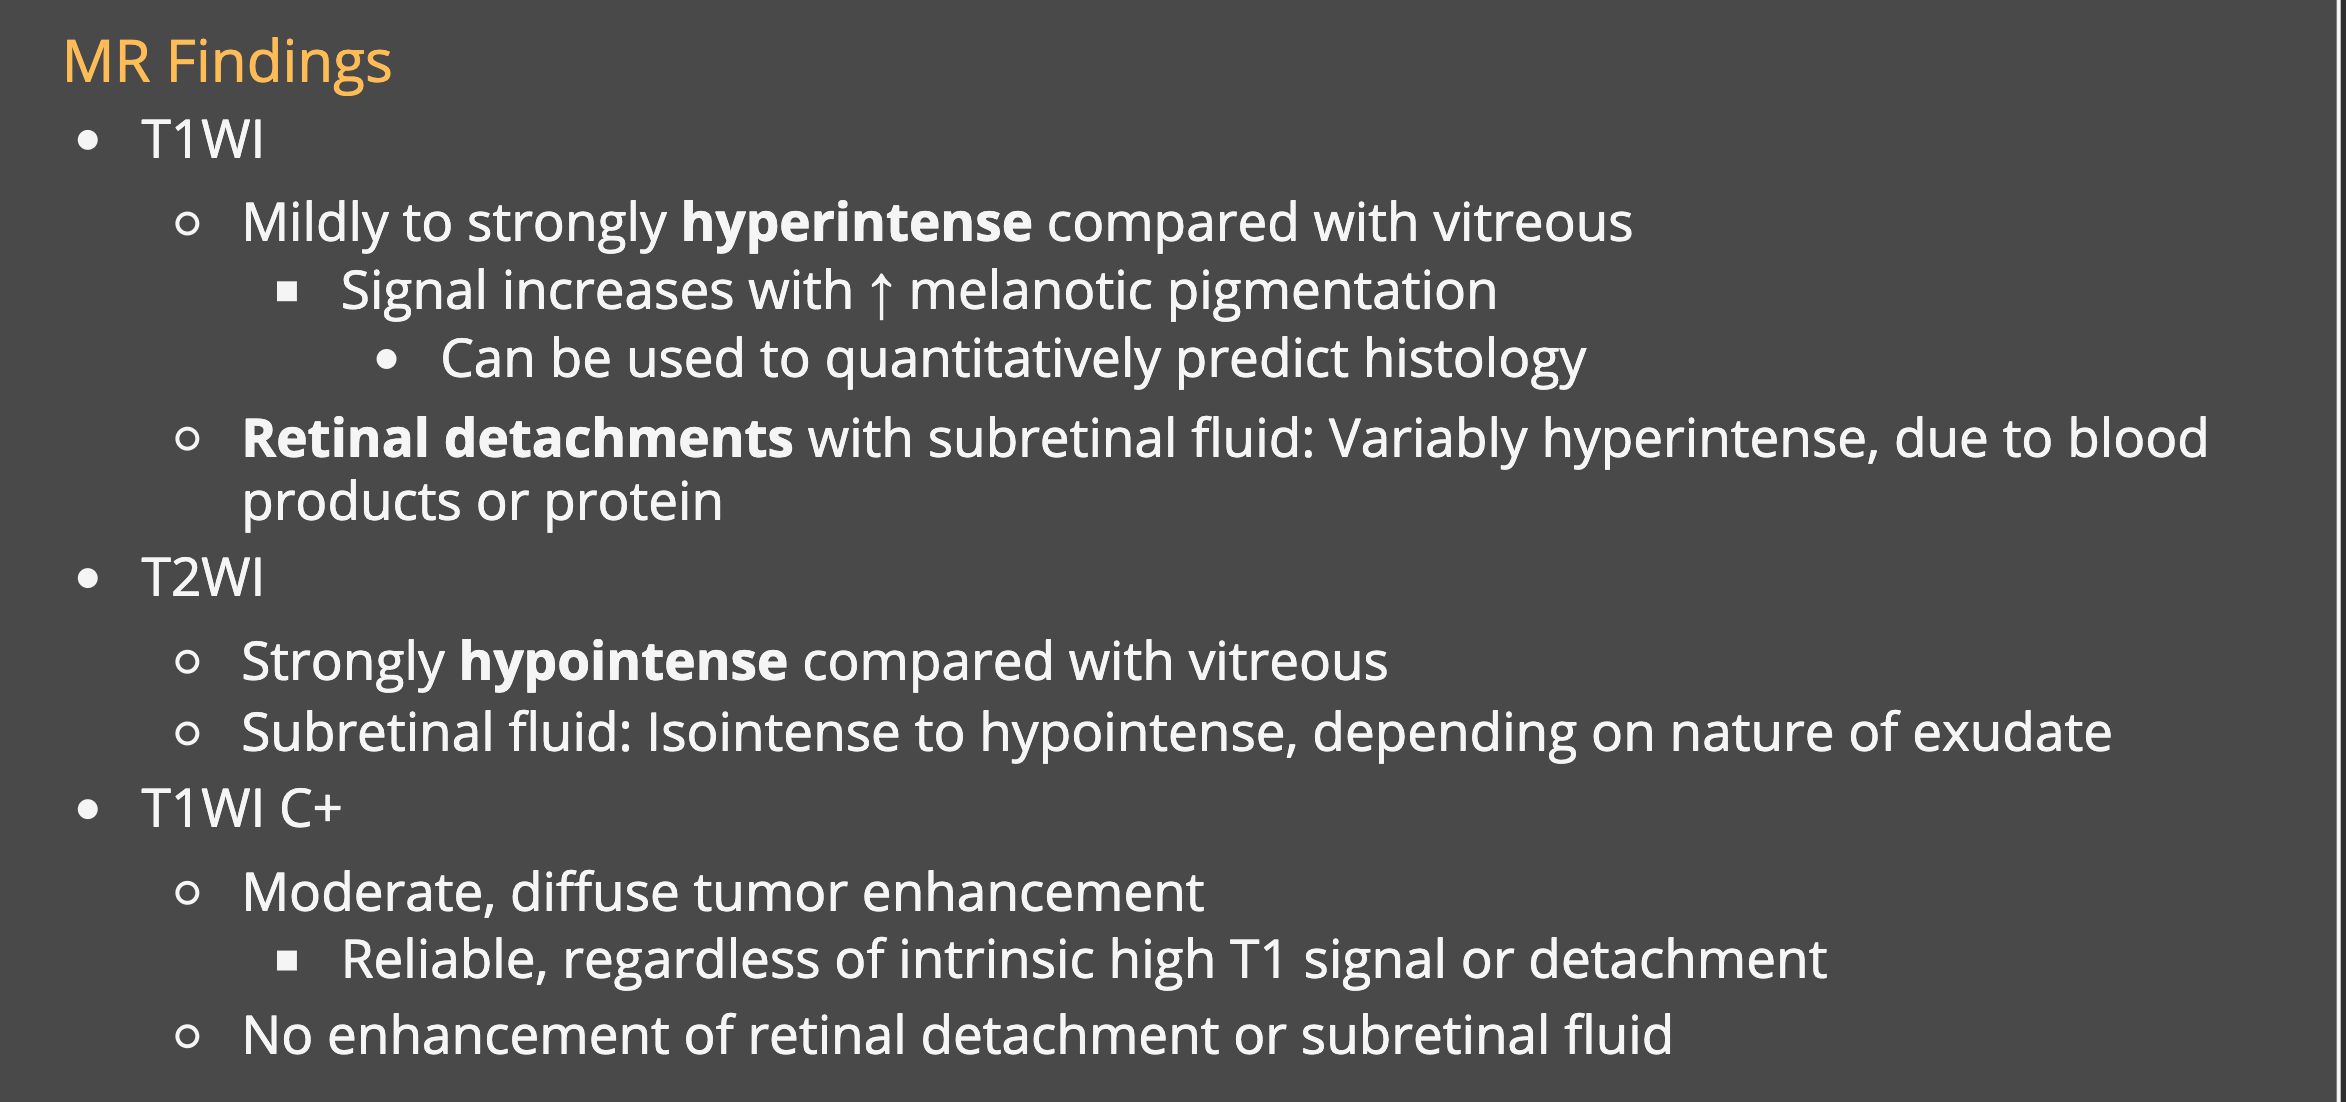 MR Findings
• T1WI
○ Mildly to strongly hyperintense compared with vitreous
■ Signal increases with ↑ melanotic pigmentation
• Can be used to quantitatively predict histology
○ Retinal detachments with subretinal fluid: Variably hyperintense, due to blood
products or protein
• T2WI
○ Strongly hypointense compared with vitreous
○ Subretinal fluid: Isointense to hypointense, depending on nature of exudate
• T1WI C+
○ Moderate, diffuse tumor enhancement
■ Reliable, regardless of intrinsic high T1 signal or detachment
○ No enhancement of retinal detachment or subretinal fluid